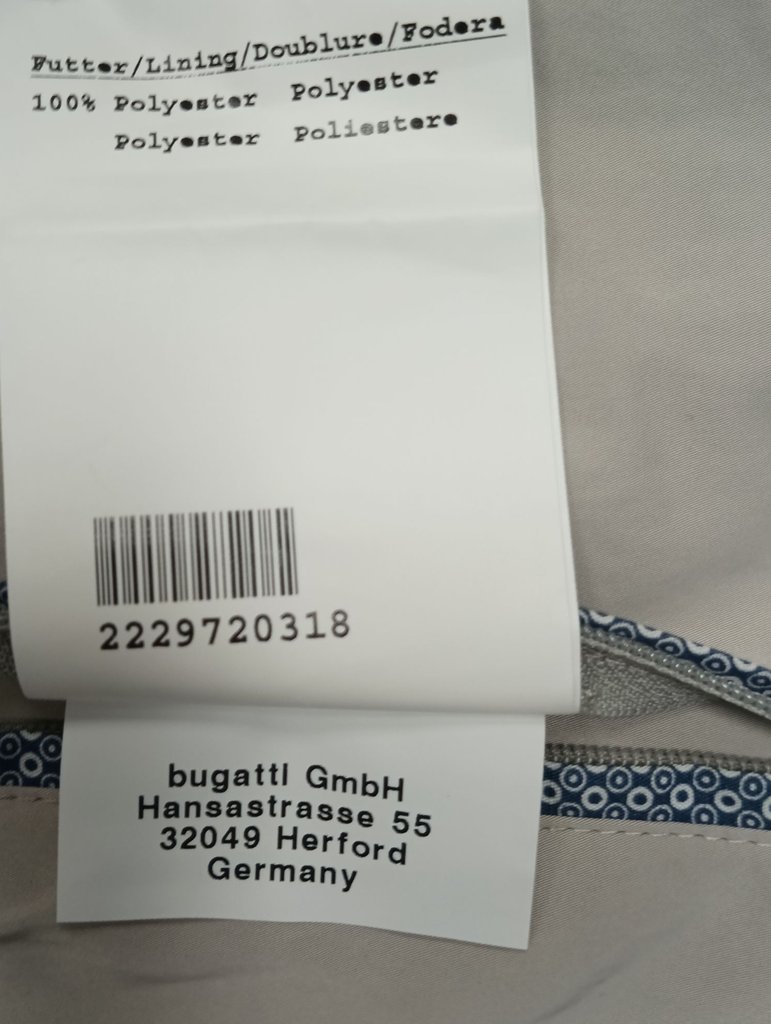 Futter/Lining/Doublure/Fodera
100% Polyester Polyester
Polyester Poliestere
2229720318
bugatti GmbH
Hansastrasse 55
32049 Herford
Germany